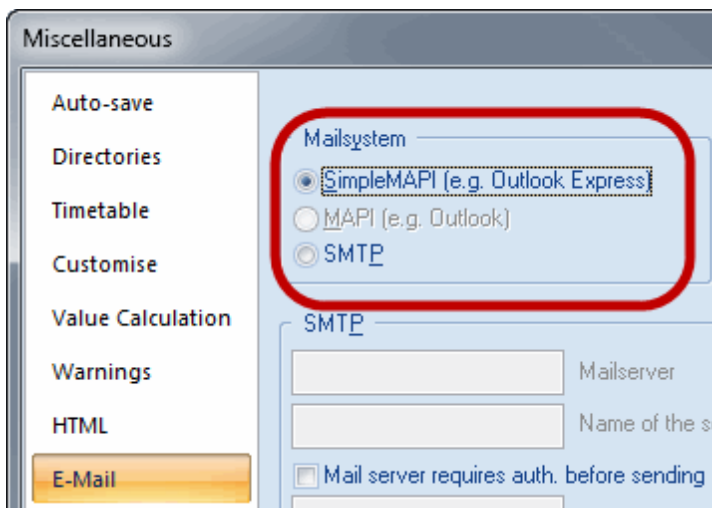 Miscellaneous
Auto-save
Directories
Timetable
Customise
Value Calculation
Warnings
HTML
E-Mail
Mailsystem
SimpleMAPI (e.g. Outlook Express)
MAPI (e.g. Outlook)
SMTP
SMTP
Mailserver
Name of the
Mail server requires auth. before sending